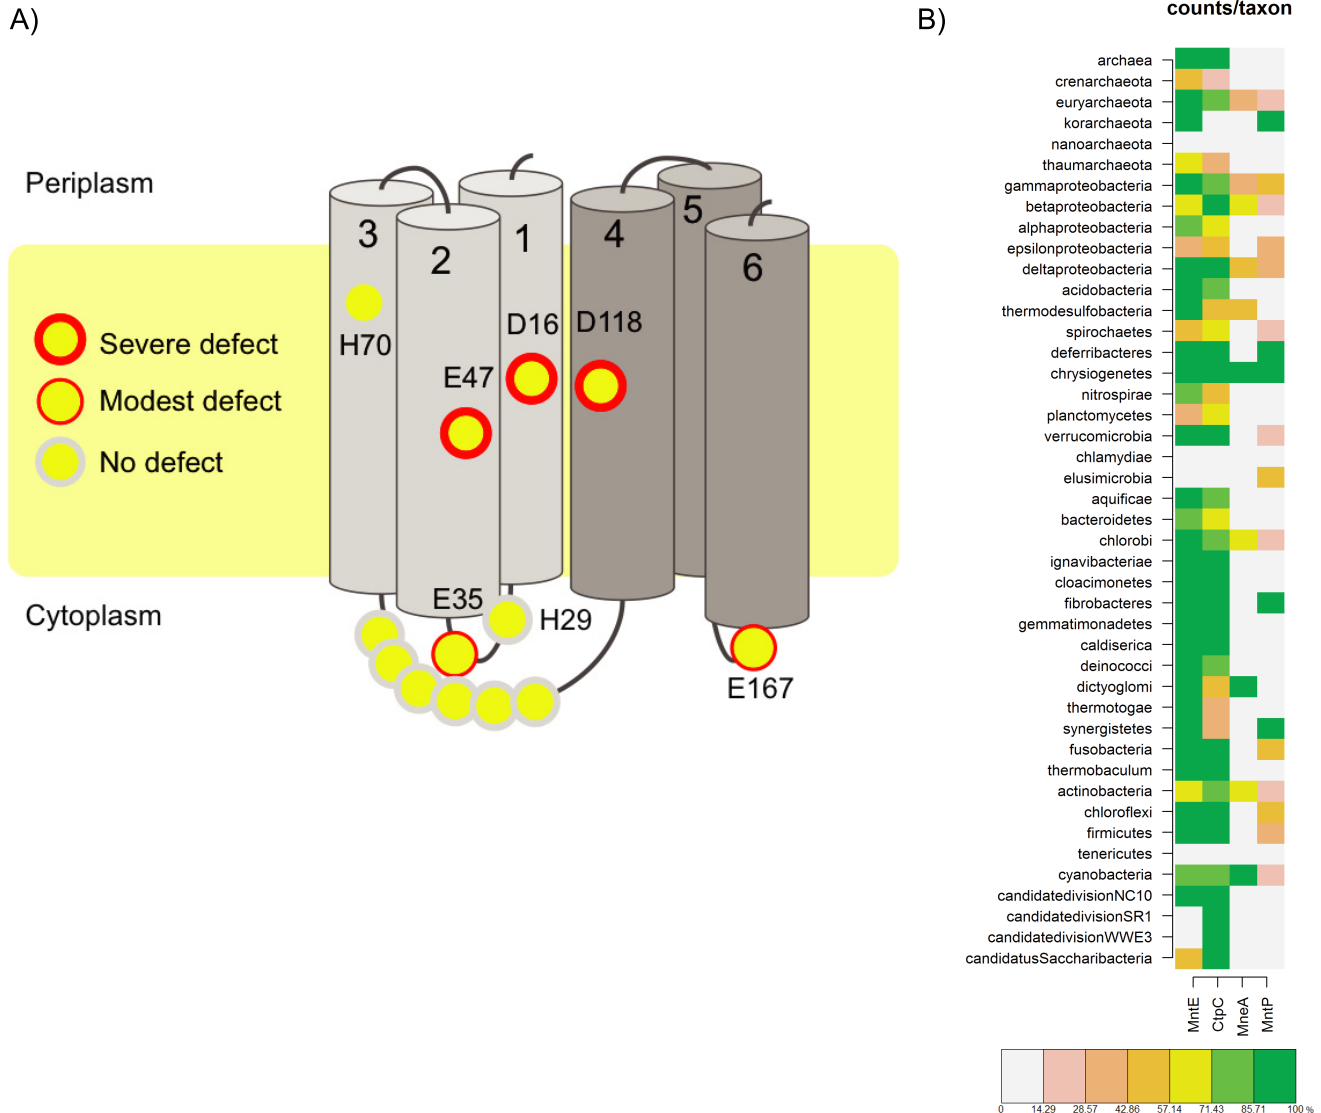 A)
Periplasm
3
2
1
4
5
6
H70
D16
D118
E47
Severe defect
Modest defect
No defect
Cytoplasm
E35
H29
E167
B)
counts/taxon
archaea
crenarchaeota
euryarchaeota
korarchaeota
nanoarchaeota
thaumarchaeota
gammaproteobacteria
betaproteobacteria
alphaproteobacteria
epsilonproteobacteria
deltaproteobacteria
acidobacteria
thermodesulfobacteria
spirochaetes
deferribacteres
chrysiogenetes
nitrospirae
planctomycetes
verrucomicrobia
chlamydiae
elusimicrobia
aquificae
bacteroidetes
chlorobi
ignavibacteriae
cloacimonetes
fibrobacteres
gemmatimonadetes
caldiserica
deinococci
dictyoglomi
thermotogae
synergistetes
fusobacteria
thermobaculum
actinobacteria
chloroflexi
firmicutes
tenericutes
cyanobacteria
candidatedivisionNC10
candidatedivisionSR1
candidatedivisionWWE3
candidatusSaccharibacteria
MntE
CtpC
MneA
MntP
0 14.29 28.57 42.86 57.14 71.43 85.71 100 %